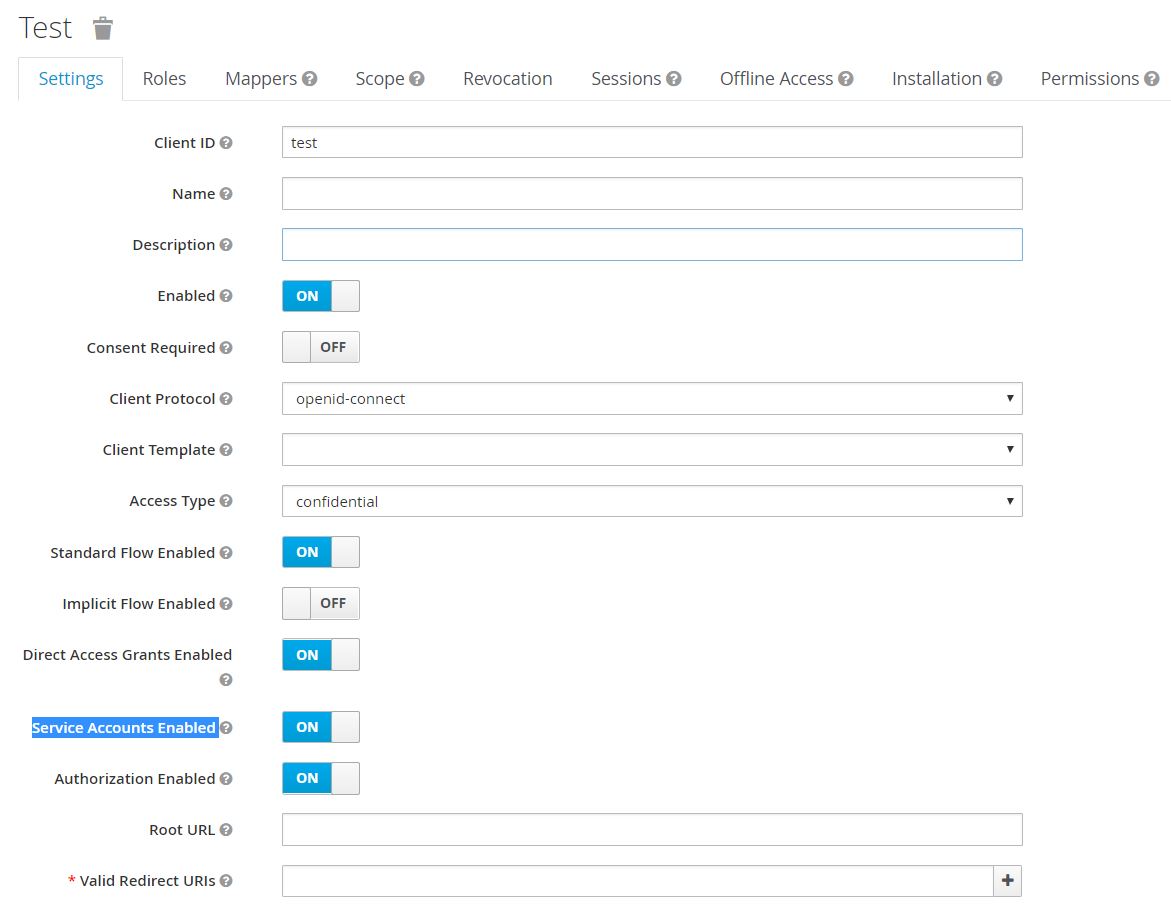 Test
Settings Roles Mappers Scope Revocation Sessions Offline Access Installation Permissions
Client ID test
Name
Description
Enabled ON
Consent Required OFF
Client Protocol openid-connect
Client Template
Access Type confidential
Standard Flow Enabled ON
Implicit Flow Enabled OFF
Direct Access Grants Enabled ON
Service Accounts Enabled ON
Authorization Enabled ON
Root URL
* Valid Redirect URIs +